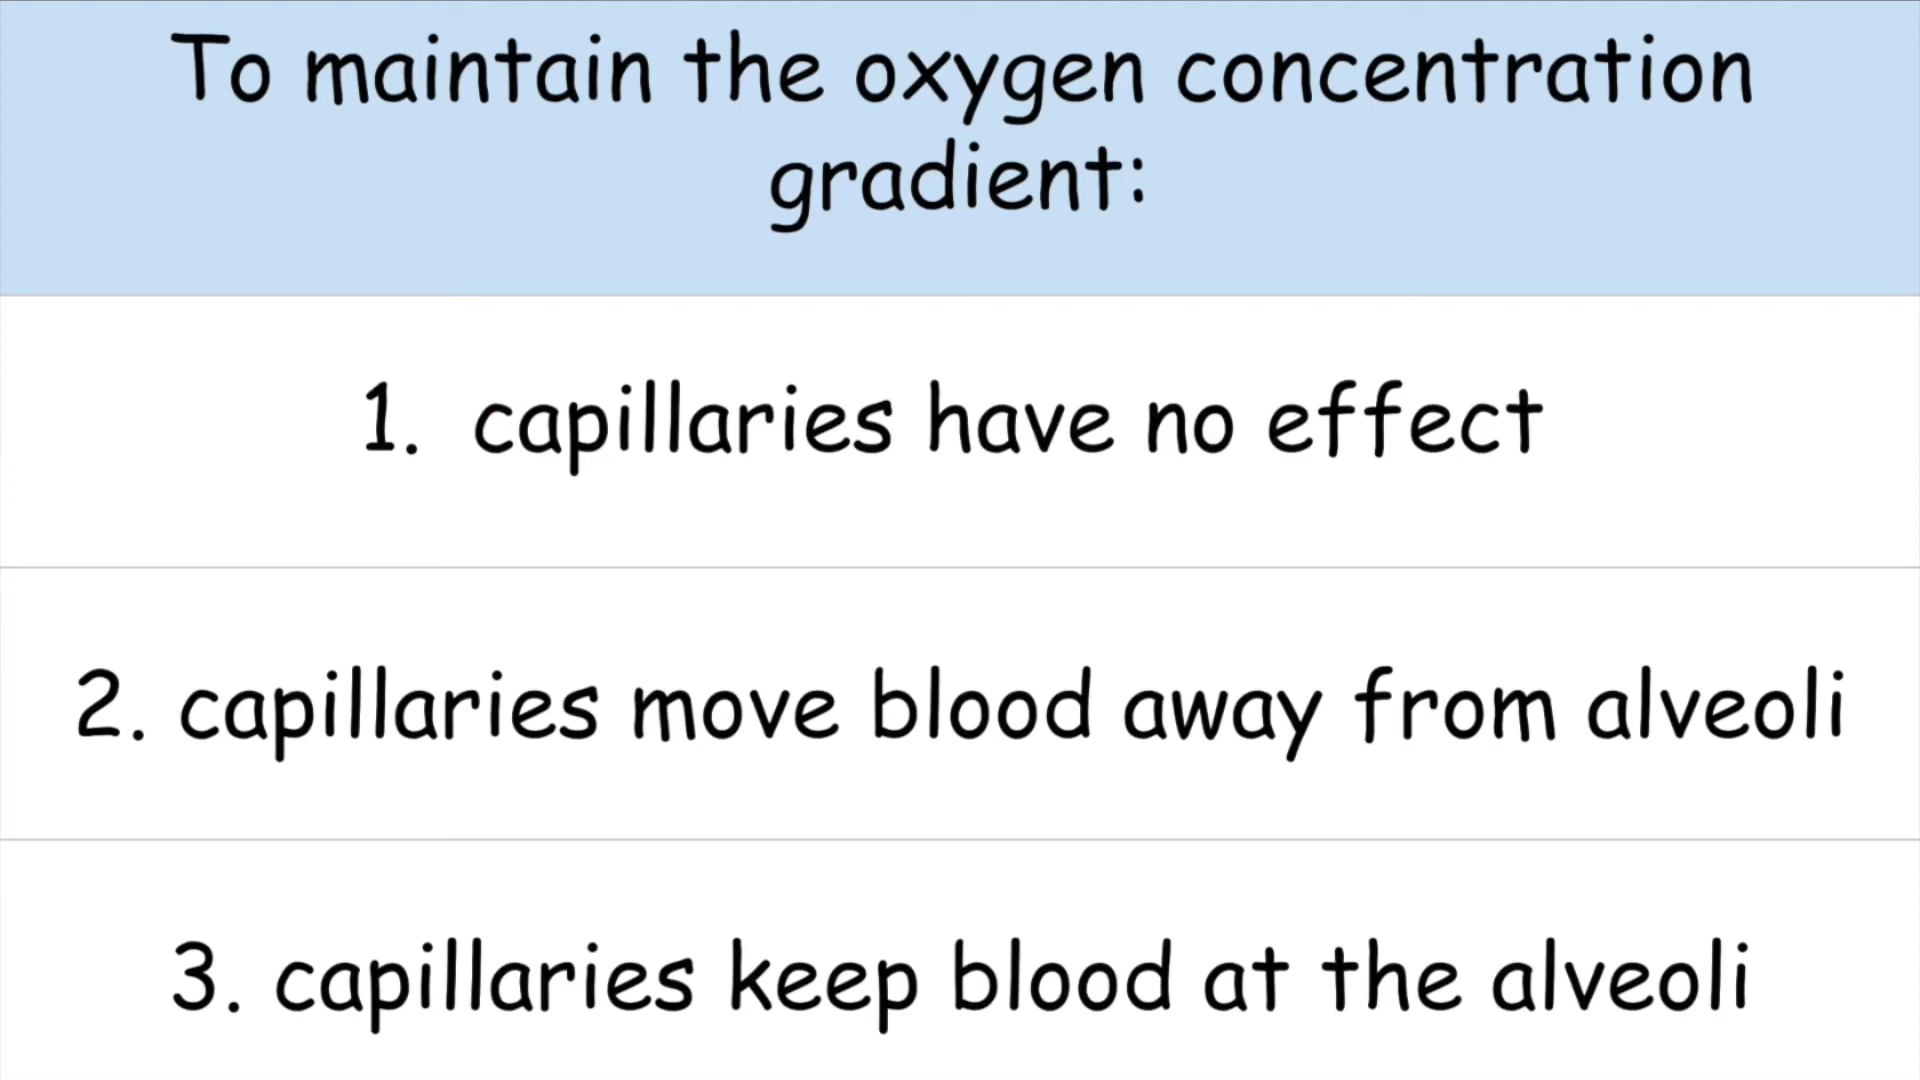 To maintain the oxygen concentration
gradient:
1. capillaries have no effect
2. capillaries move blood away from alveoli
3. capillaries keep blood at the alveoli